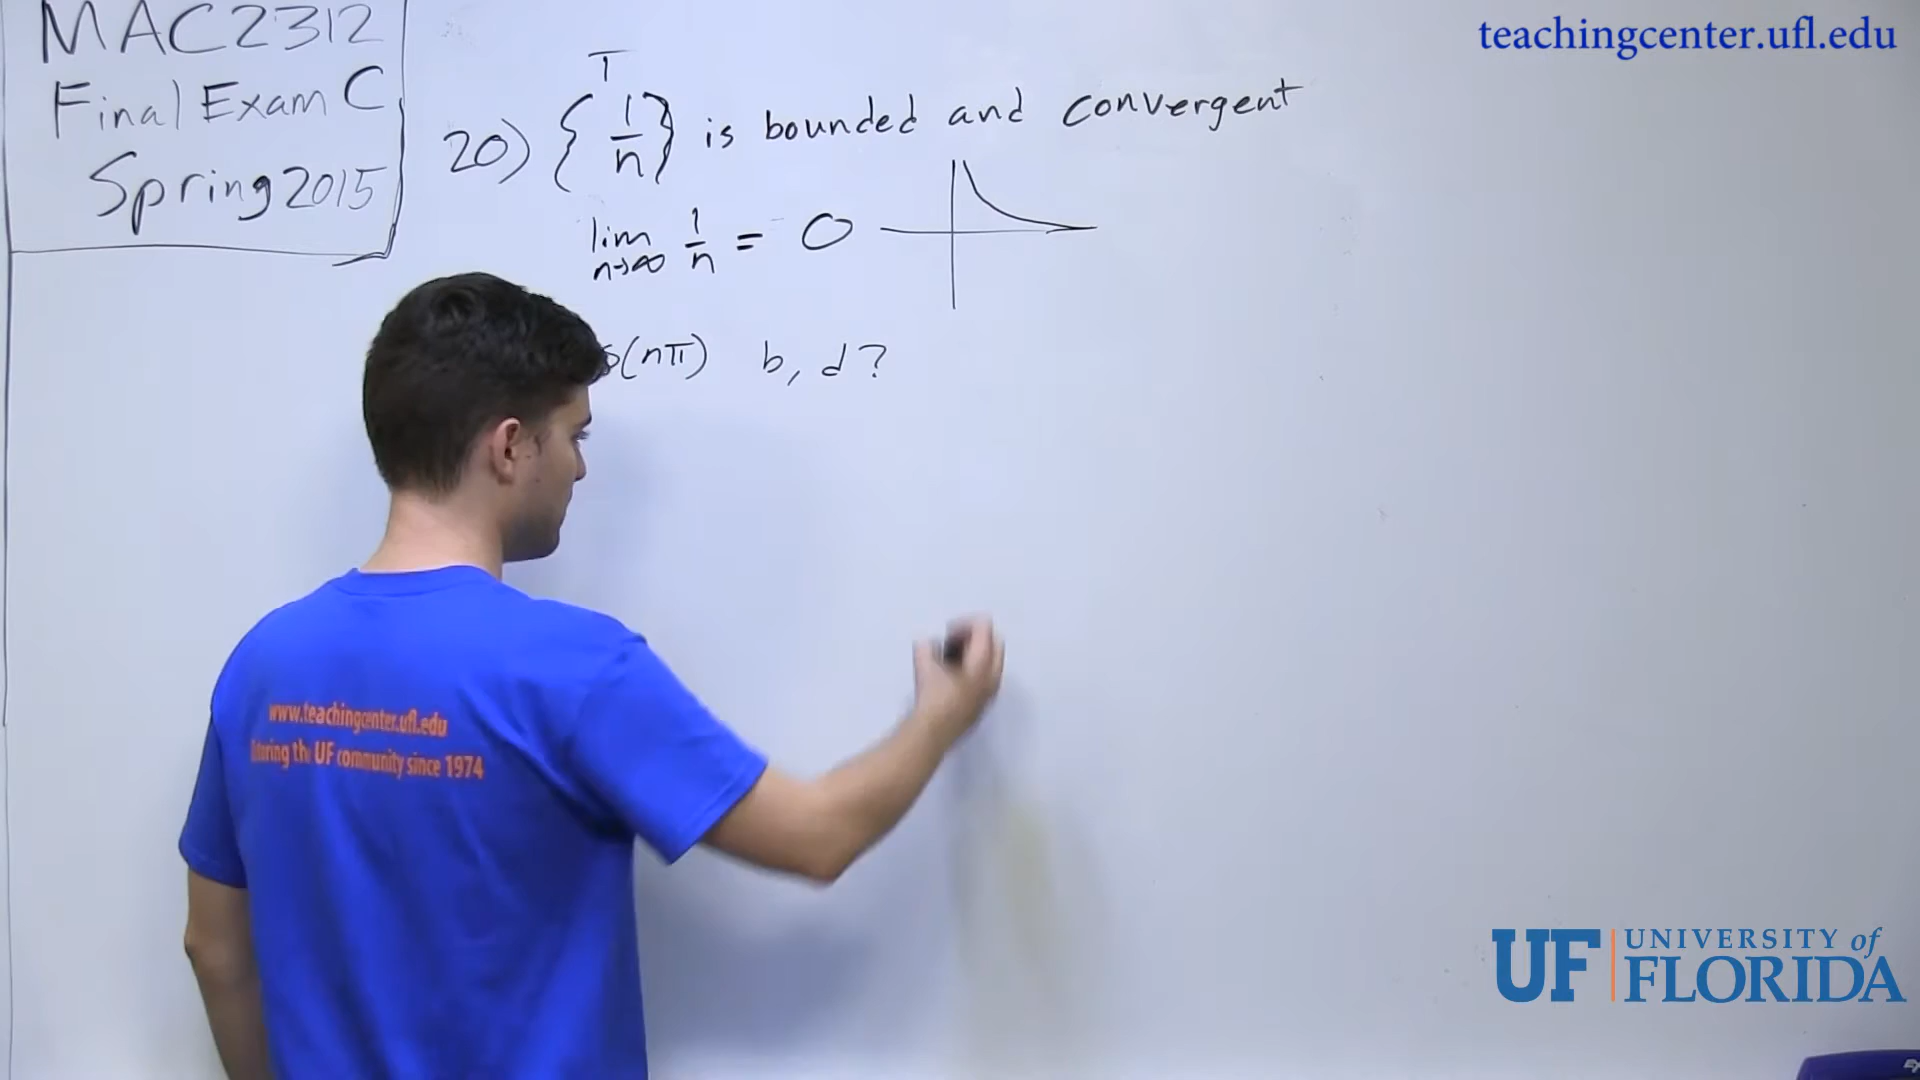 MAC2312
Final Exam C
Spring 2015
teachingcenter.ufl.edu
T
20) { 1/n } is bounded and convergent
lim n→∞ 1/n = 0
(nπ) b, d?
www.teachingcenter.ufl.edu
the UF community since 1974
UF UNIVERSITY of
FLORIDA